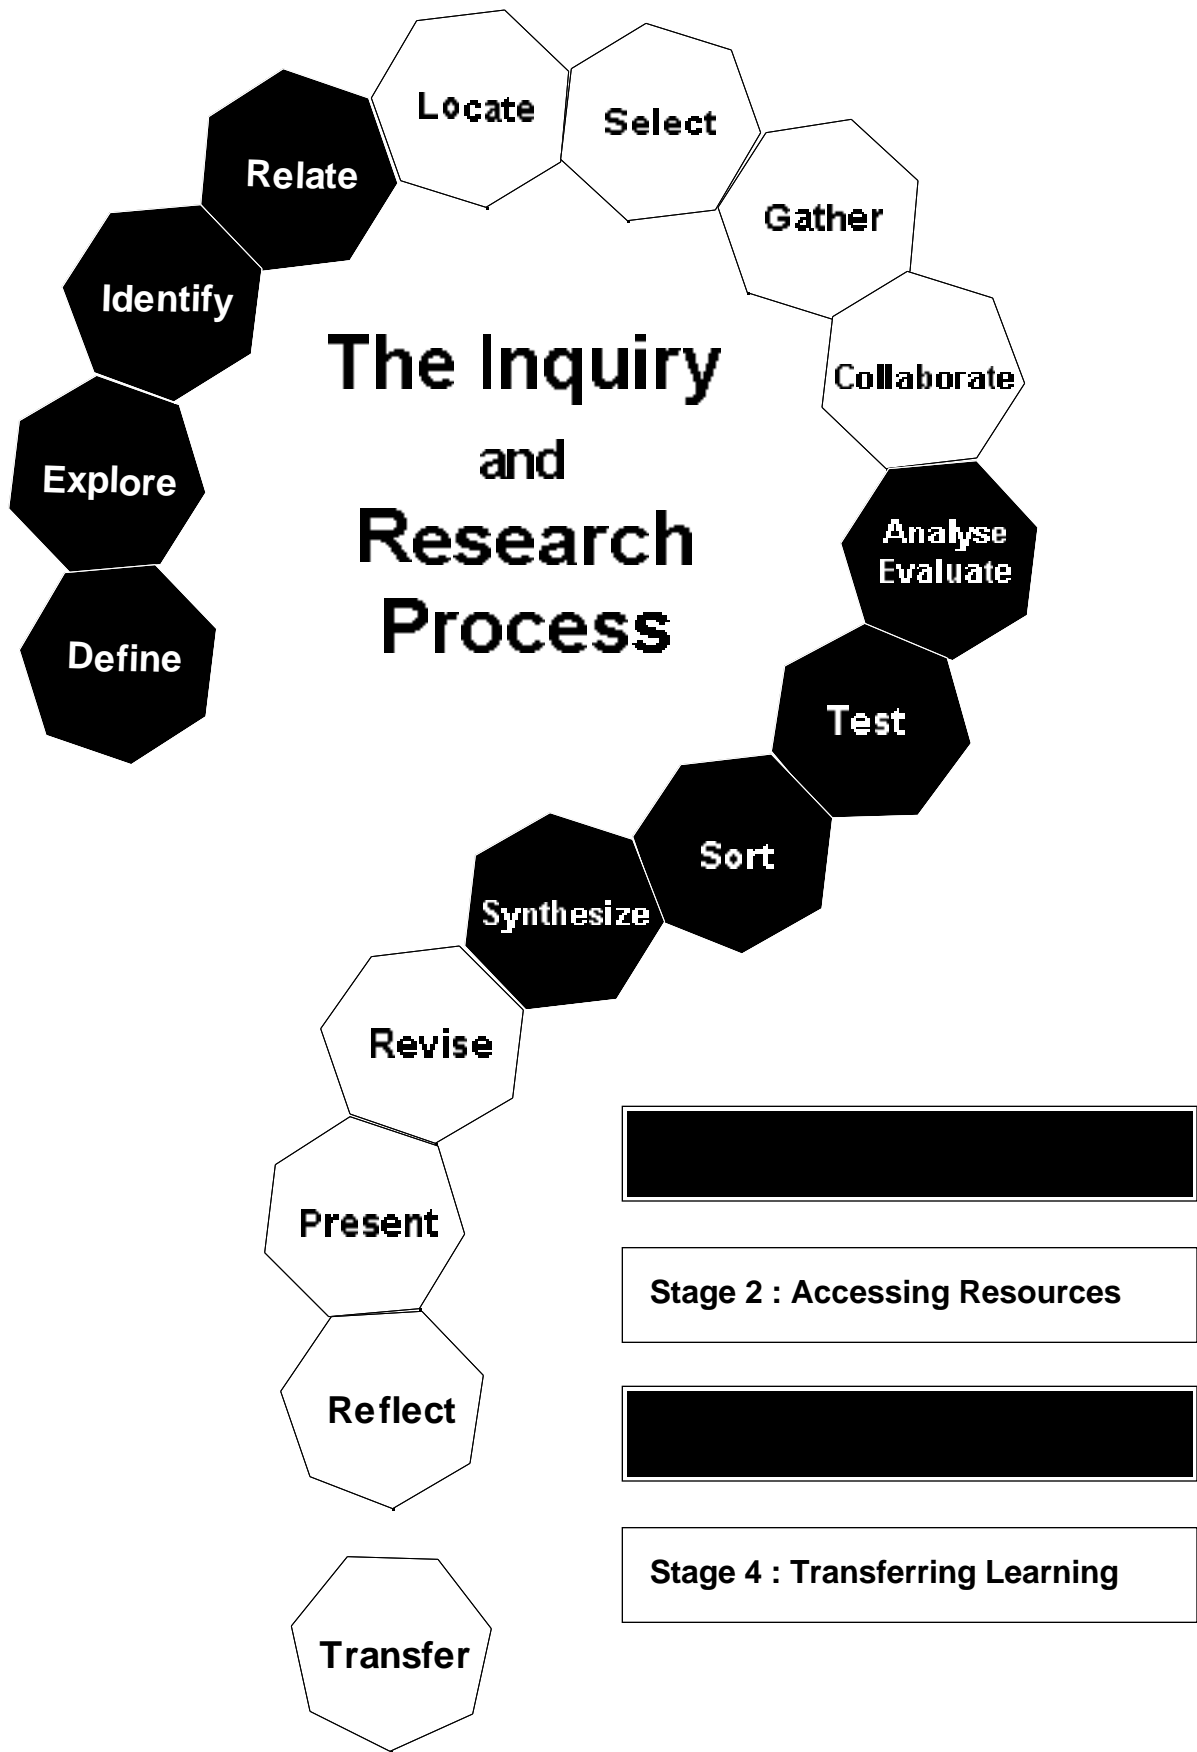 Define
Explore
Identify
Relate
Locate
Select
Gather
Collaborate
Analyse
Evaluate
Test
Sort
Synthesize
Revise
Present
Reflect
Transfer
The Inquiry
and
Research
Process
Stage 2 : Accessing Resources
Stage 4 : Transferring Learning